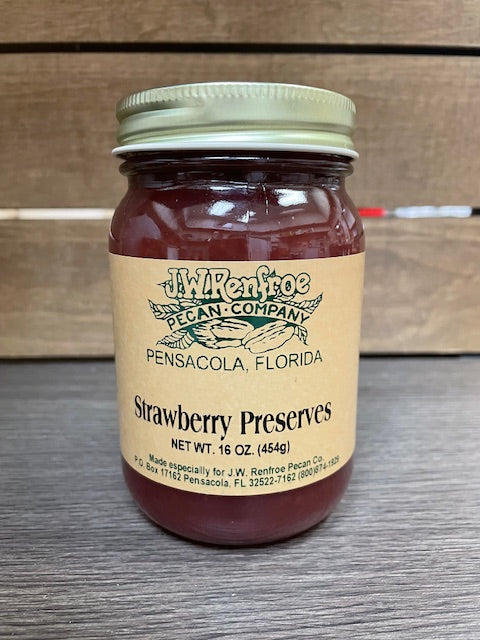 J.W. Renfroe
PECAN · COMPANY
PENSACOLA, FLORIDA
Strawberry Preserves
NET WT. 16 OZ. (454g)
Made especially for J.W. Renfroe Pecan Co.
P.O. Box 17162 Pensacola, FL 32522-7162 (800)874-1929